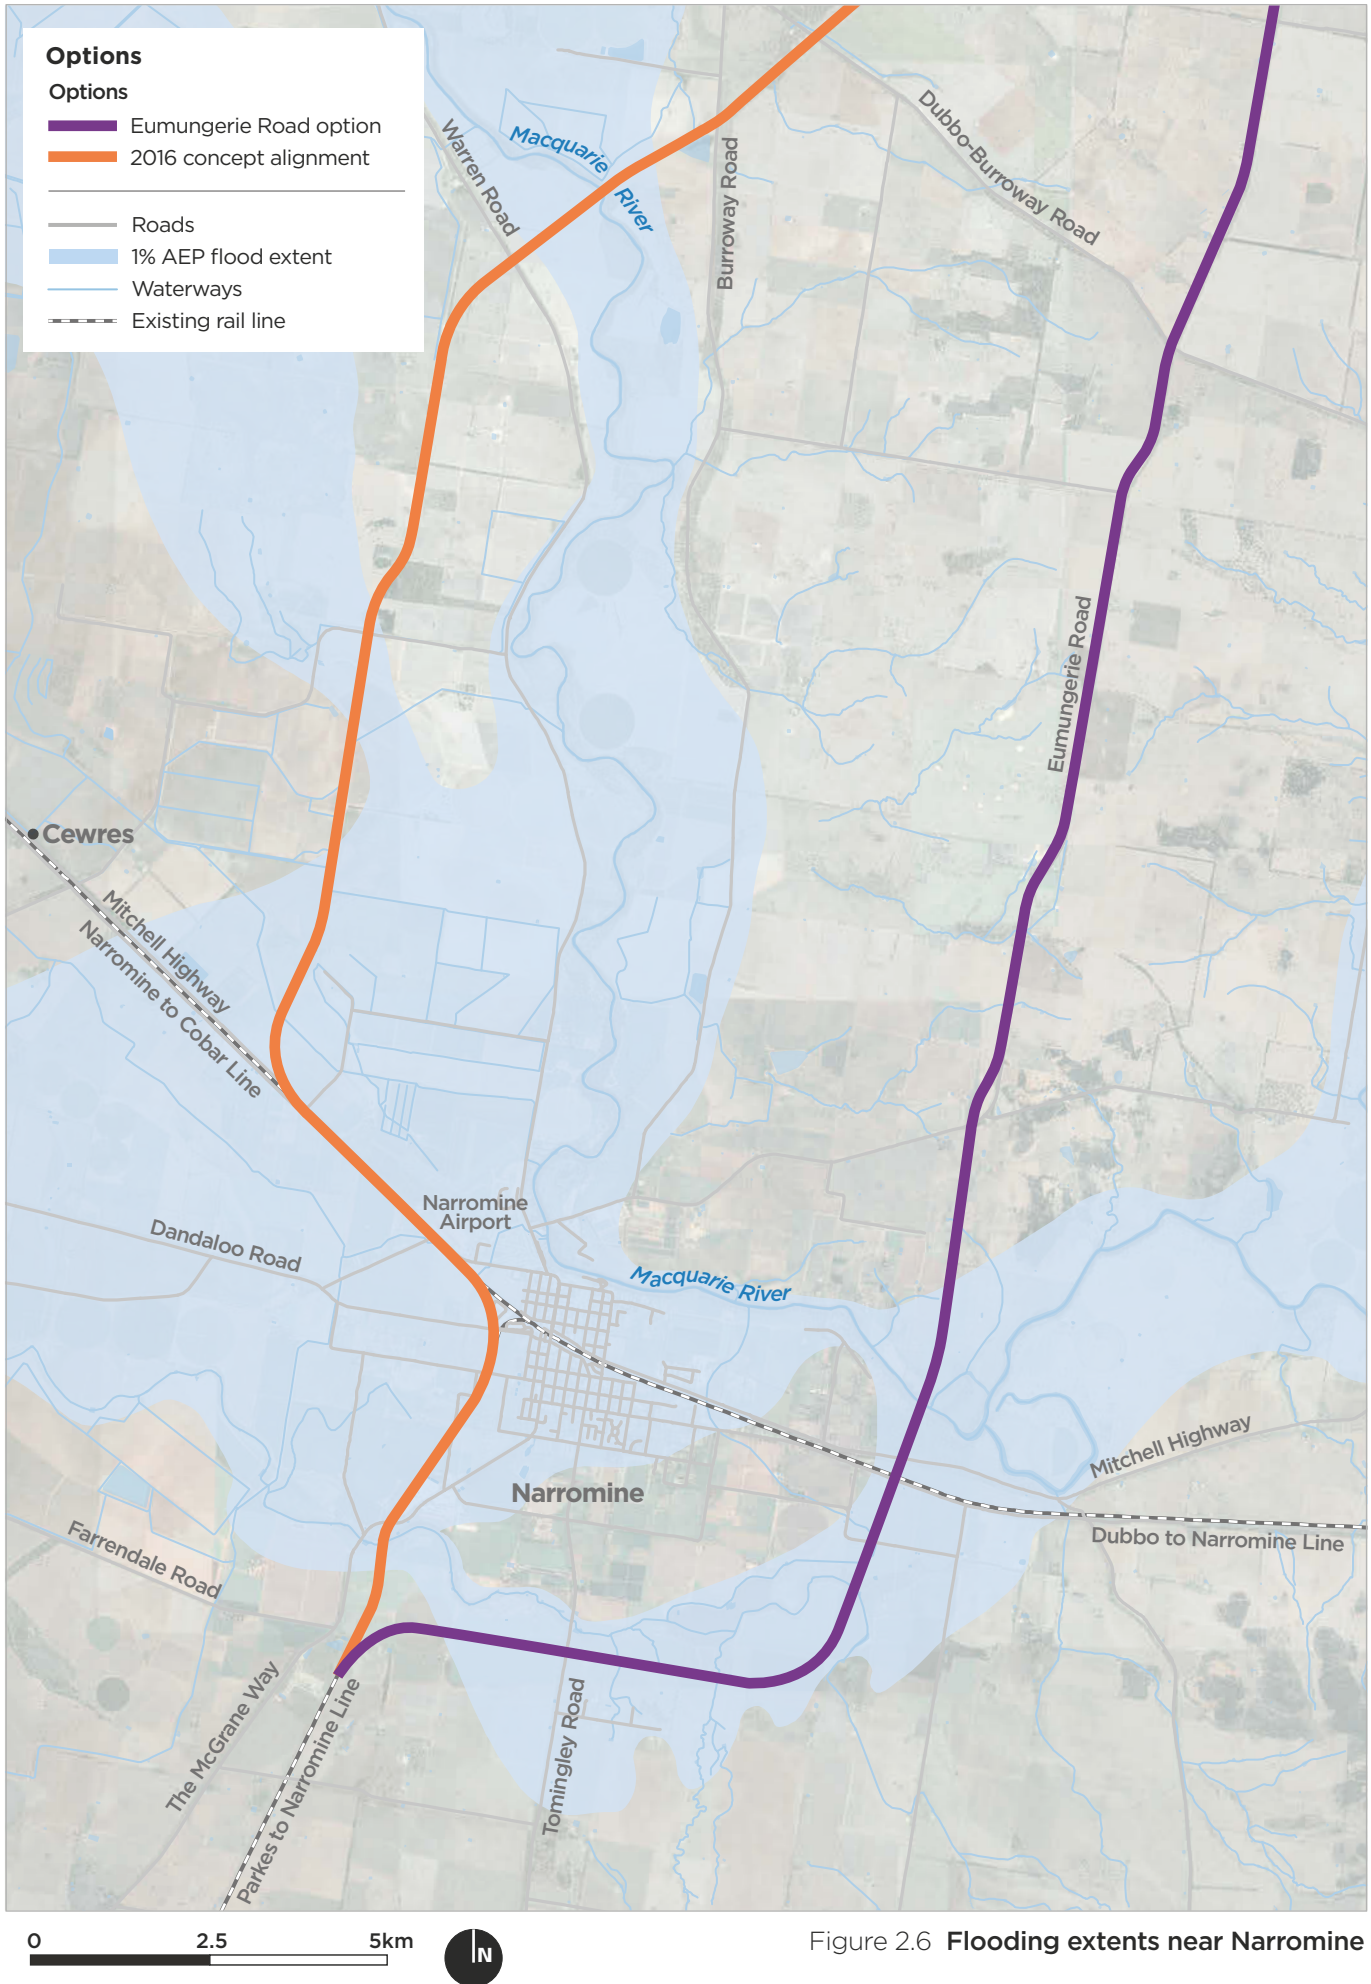 Options
Options
Eumungerie Road option
2016 concept alignment
Roads
1% AEP flood extent
Waterways
Existing rail line
Warren Road
Macquarie
River
Burroway Road
Dubbo-Burroway Road
Eumungerie Road
Cewres
Mitchell Highway
Narromine to Cobar Line
Narromine
Airport
Dandaloo Road
Macquarie River
Mitchell Highway
Narromine
Dubbo to Narromine Line
Farrendale Road
The McGrane Way
Parkes to Narromine Line
Tomingley Road
0 2.5 5km
N
Figure 2.6 Flooding extents near Narromine